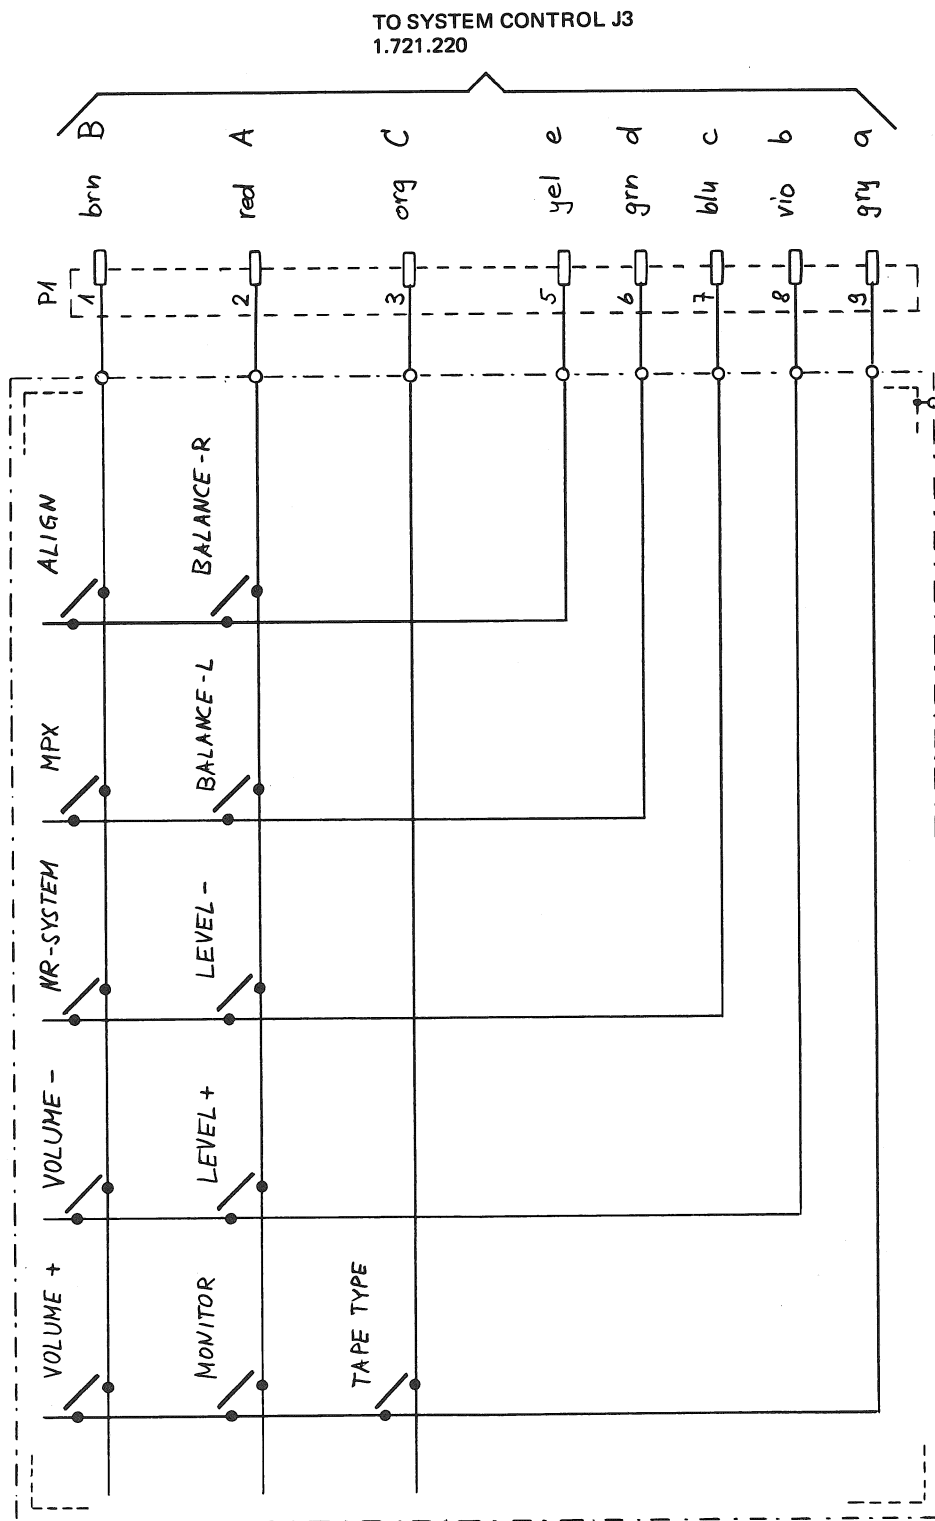 TO SYSTEM CONTROL J3
1.721.220
B A C e d c b a
brn red org yel grn blu vio gry
P1
1 2 3 5 6 7 8 9
ALIGN
BALANCE-R
MPX
BALANCE-L
NR-SYSTEM
LEVEL-
VOLUME-
LEVEL+
VOLUME +
MONITOR
TAPE TYPE